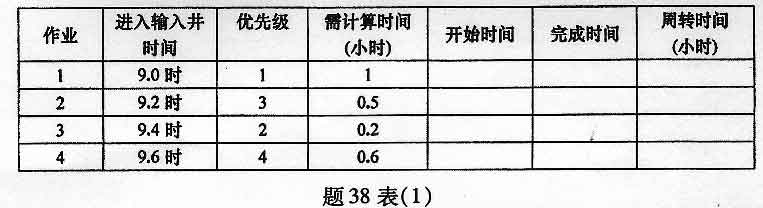 作业 进入输入井时间 优先级 需计算时间(小时) 开始时间 完成时间 周转时间(小时)
1 9.0时 1 1
2 9.2时 3 0.5
3 9.4时 2 0.2
4 9.6时 4 0.6
题38表(1)